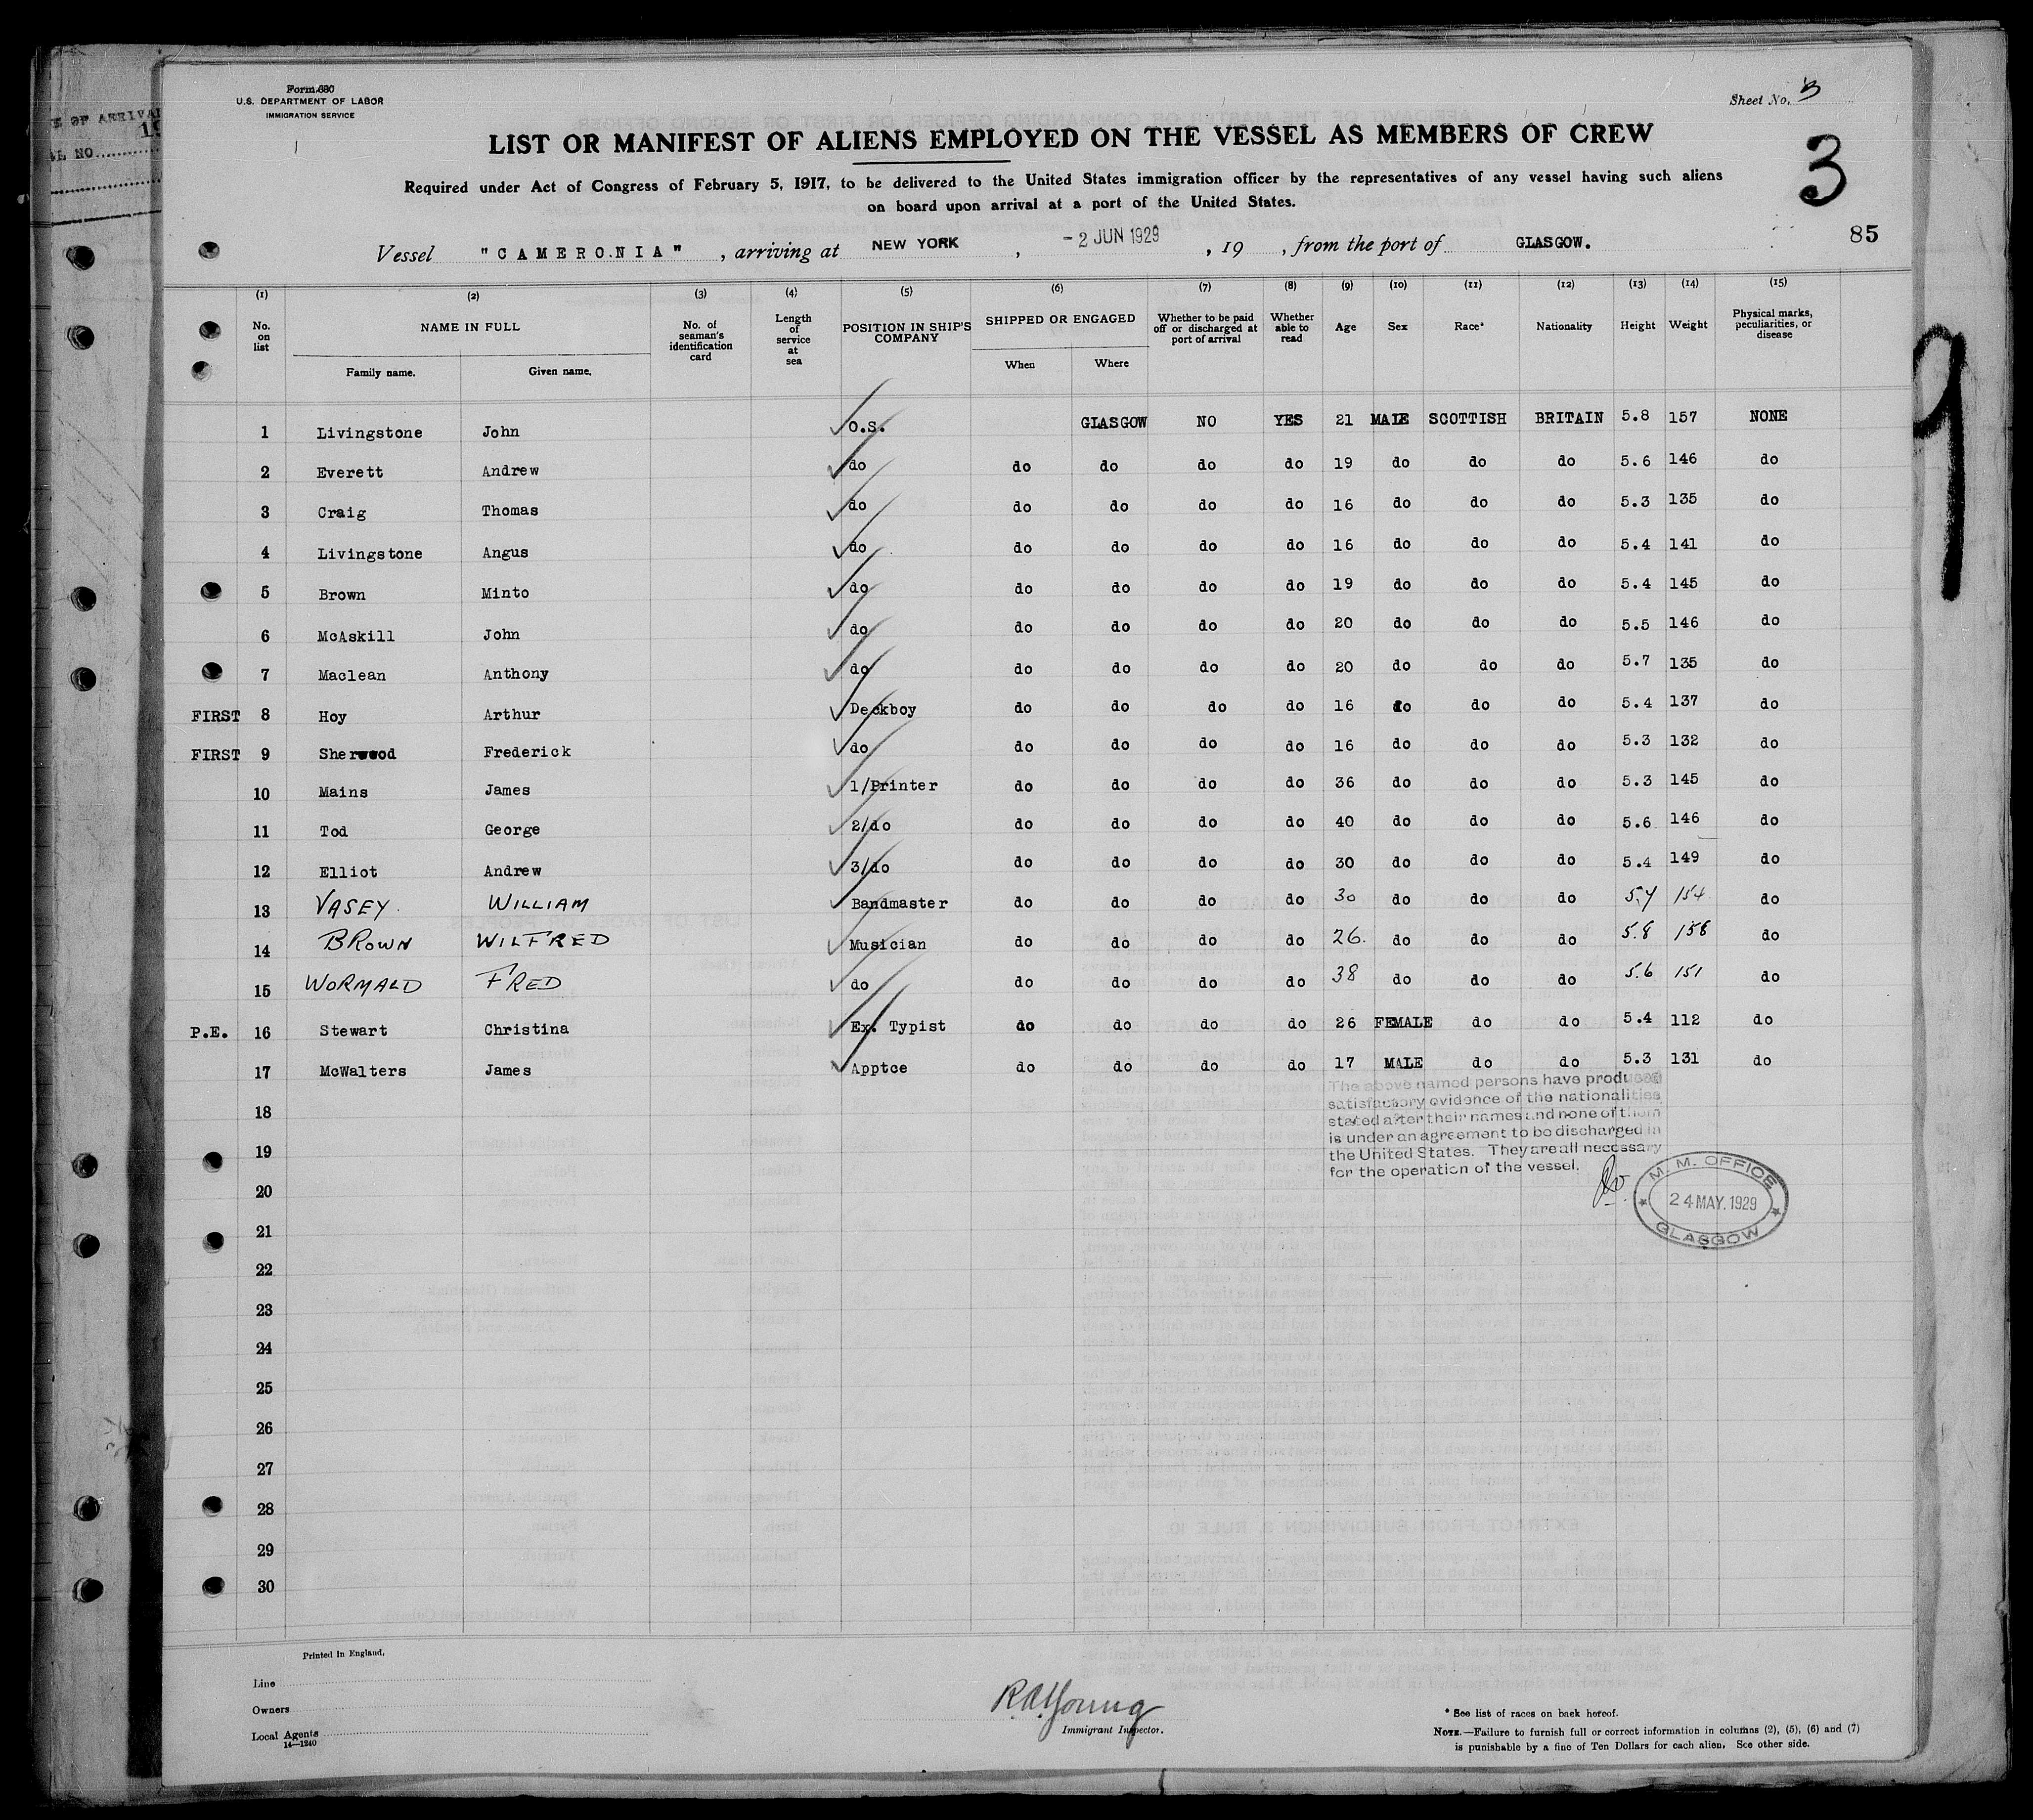 Form 680
U.S. DEPARTMENT OF LABOR
IMMIGRATION SERVICE
Sheet No. 3
LIST OR MANIFEST OF ALIENS EMPLOYED ON THE VESSEL AS MEMBERS OF CREW
3
Required under Act of Congress of February 5, 1917, to be delivered to the United States immigration officer by the representatives of any vessel having such aliens
on board upon arrival at a port of the United States.
85
Vessel "CAMERONIA" , arriving at NEW YORK , -2 JUN 1929 , 19 , from the port of GLASGOW.
(1) (2) (3) (4) (5) (6) (7) (8) (9) (10) (11) (12) (13) (14) (15)
No. on list NAME IN FULL Family name. Given name. No. of seaman's identification card Length of service at sea POSITION IN SHIP'S COMPANY SHIPPED OR ENGAGED When Where Whether to be paid off or discharged at port of arrival Whether able to read Age Sex Race* Nationality Height Weight Physical marks, peculiarities, or disease
1 Livingstone John O.S. GLASGOW NO YES 21 MALE SCOTTISH BRITAIN 5.8 157 NONE
2 Everett Andrew do do do do do 19 do do do 5.6 146 do
3 Craig Thomas do do do do do 16 do do do 5.3 135 do
4 Livingstone Angus do do do do do 16 do do do 5.4 141 do
5 Brown Minto do do do do do 19 do do do 5.4 145 do
6 McAskill John do do do do do 20 do do do 5.5 146 do
7 Maclean Anthony do do do do do 20 do do do 5.7 135 do
FIRST 8 Hoy Arthur Deckboy do do do do 16 do do do 5.4 137 do
FIRST 9 Sherwood Frederick do do do do do 16 do do do 5.3 132 do
10 Mains James 1/Printer do do do do 36 do do do 5.3 145 do
11 Tod George 2/do do do do do 40 do do do 5.6 146 do
12 Elliot Andrew 3/do do do do do 30 do do do 5.4 149 do
13 VASEY. WILLIAM Bandmaster do do do do 30 do do do 5.7 154 do
14 BROWN WILFRED Musician do do do do 26. do do do 5.8 158 do
15 WORMALD FRED do do do do do 38 do do do 5.6 151 do
P.E. 16 Stewart Christina Ex. Typist do do do do 26 FEMALE do do 5.4 112 do
17 McWalters James Apptce do do do do 17 MALE do do 5.3 131 do
18
19
20
21
22
23
24
25
26
27
28
29
30
The above named persons have produced
satisfactory evidence of the nationalities
stated after their names and none of them
is under an agreement to be discharged in
the United States. They are all necessary
for the operation of the vessel.
M. M. OFFICE
24 MAY. 1929
GLASGOW
Printed in England.
Line
Owners
Local Agents
14—1240
R.A. Young
Immigrant Inspector.
* See list of races on back hereof.
NOTE.—Failure to furnish full or correct information in columns (2), (5), (6) and (7)
is punishable by a fine of Ten Dollars for each alien. See other side.